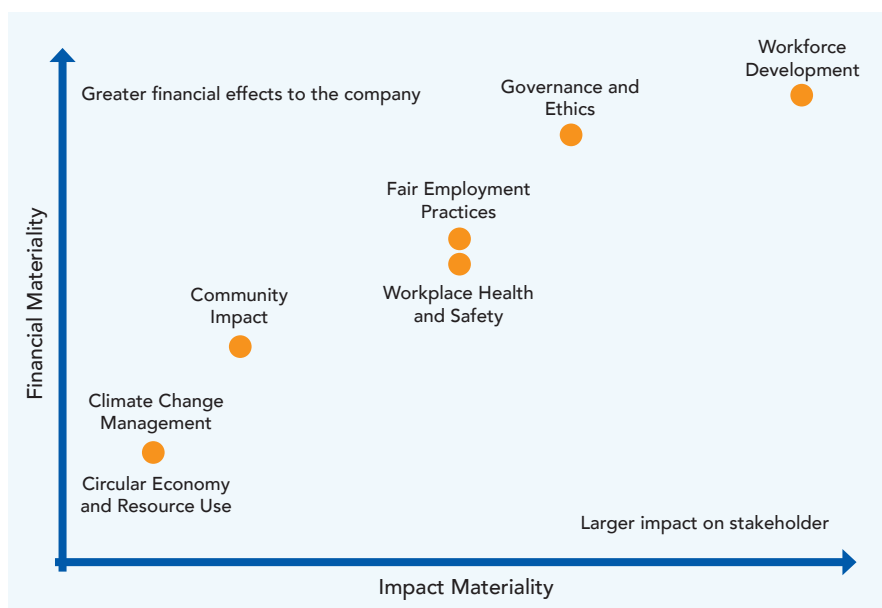 Workforce
Development
Greater financial effects to the company
Governance and
Ethics
Fair Employment
Practices
Workplace Health
and Safety
Community
Impact
Climate Change
Management
Circular Economy
and Resource Use
Larger impact on stakeholder
Financial Materiality
Impact Materiality